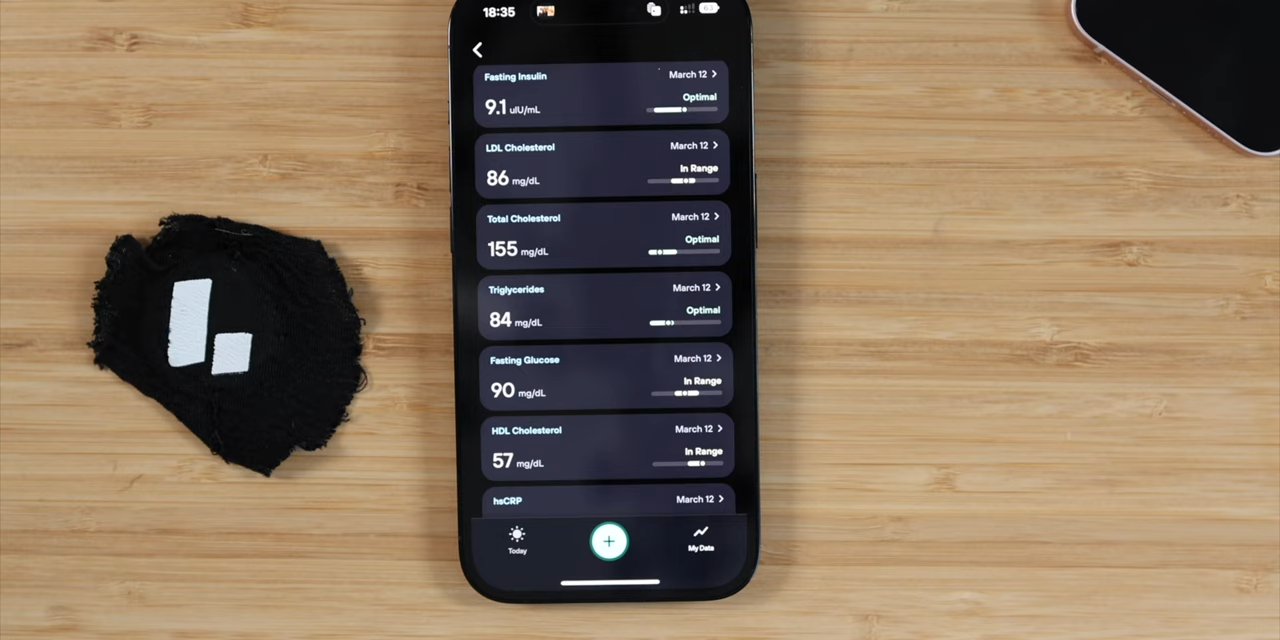 18:35
63
Fasting Insulin
March 12
9.1 uIU/mL
Optimal
LDL Cholesterol
March 12
86 mg/dL
In Range
Total Cholesterol
March 12
155 mg/dL
Optimal
Triglycerides
March 12
84 mg/dL
Optimal
Fasting Glucose
March 12
90 mg/dL
In Range
HDL Cholesterol
March 12
57 mg/dL
In Range
hsCRP
March 12
Today
My Data